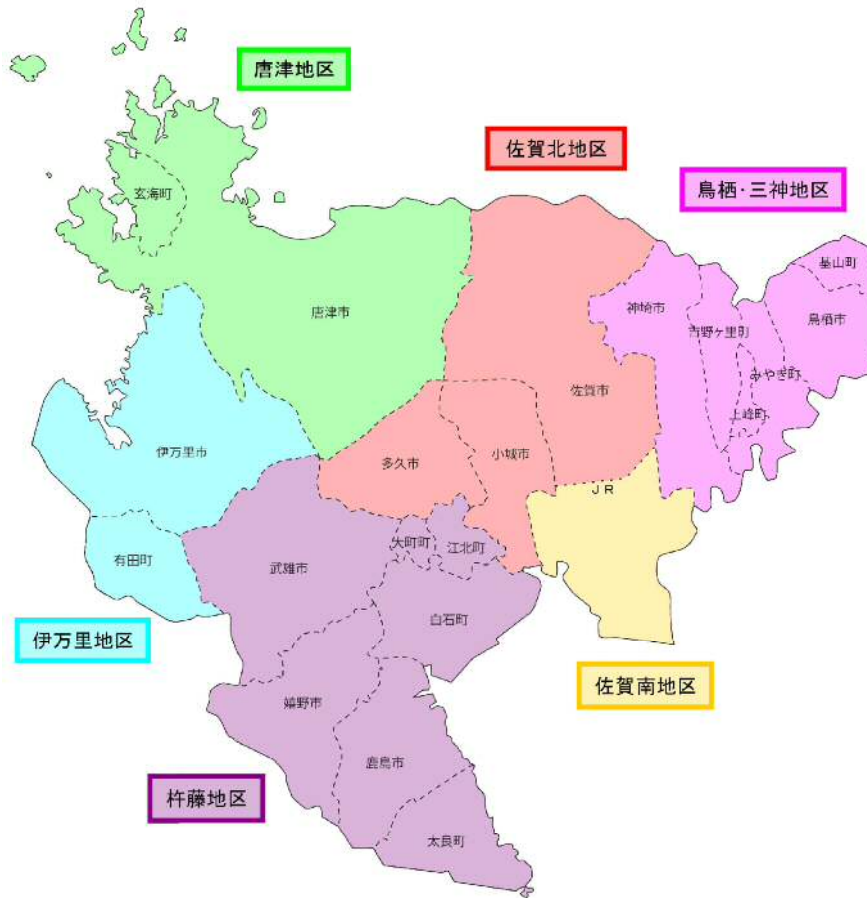 唐津地区
佐賀北地区
鳥栖・三神地区
玄海町
基山町
神埼市
唐津市
鳥栖市
吉野ヶ里町
みやき町
佐賀市
上峰町
伊万里市
多久市
小城市
JR
大町町
江北町
有田町
武雄市
白石町
伊万里地区
佐賀南地区
嬉野市
鹿島市
杵藤地区
太良町